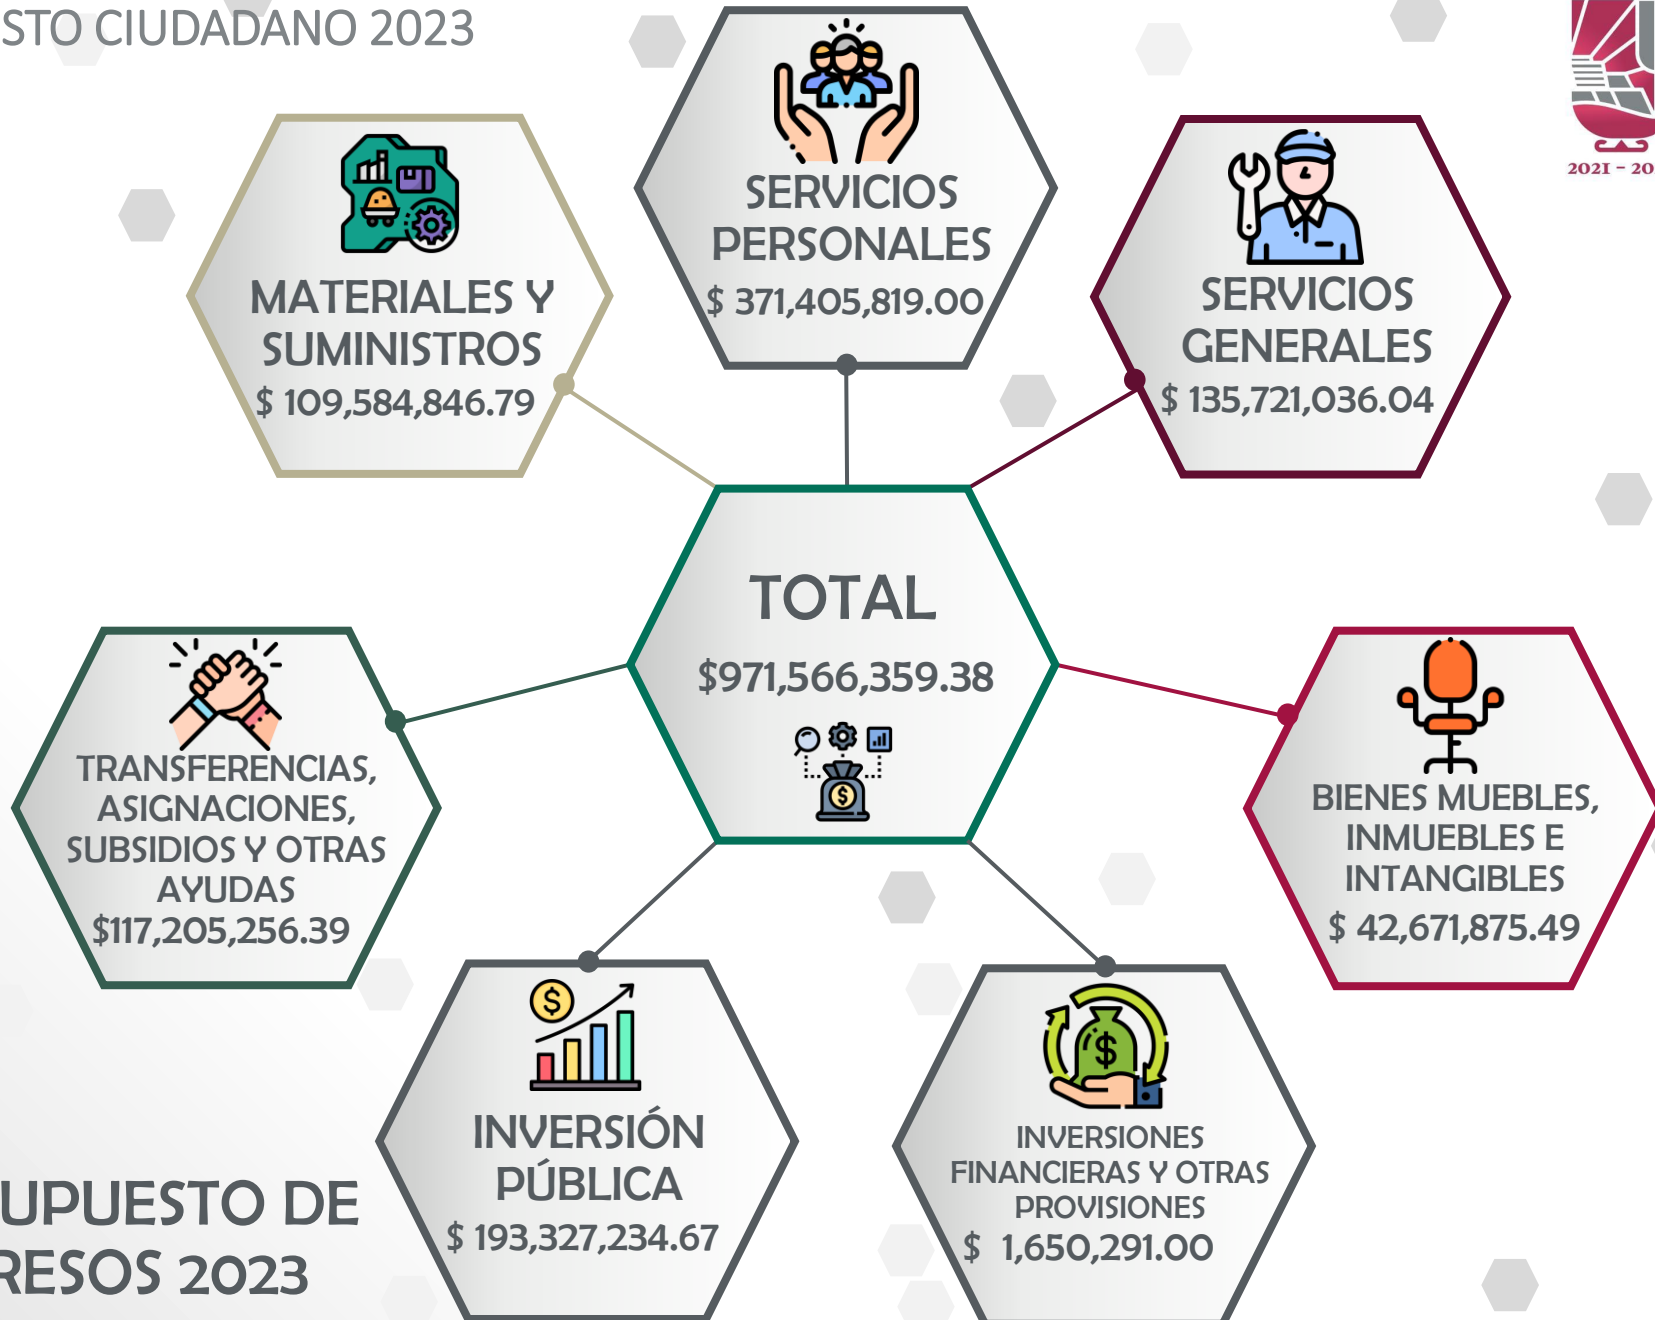 STO CIUDADANO 2023
SERVICIOS
PERSONALES
$ 371,405,819.00
MATERIALES Y
SUMINISTROS
$ 109,584,846.79
SERVICIOS
GENERALES
$ 135,721,036.04
2021 - 20
TOTAL
$971,566,359.38
TRANSFERENCIAS,
ASIGNACIONES,
SUBSIDIOS Y OTRAS
AYUDAS
$117,205,256.39
BIENES MUEBLES,
INMUEBLES E
INTANGIBLES
$ 42,671,875.49
INVERSIÓN
PÚBLICA
$ 193,327,234.67
INVERSIONES
FINANCIERAS Y OTRAS
PROVISIONES
$ 1,650,291.00
UPUESTO DE
RESOS 2023